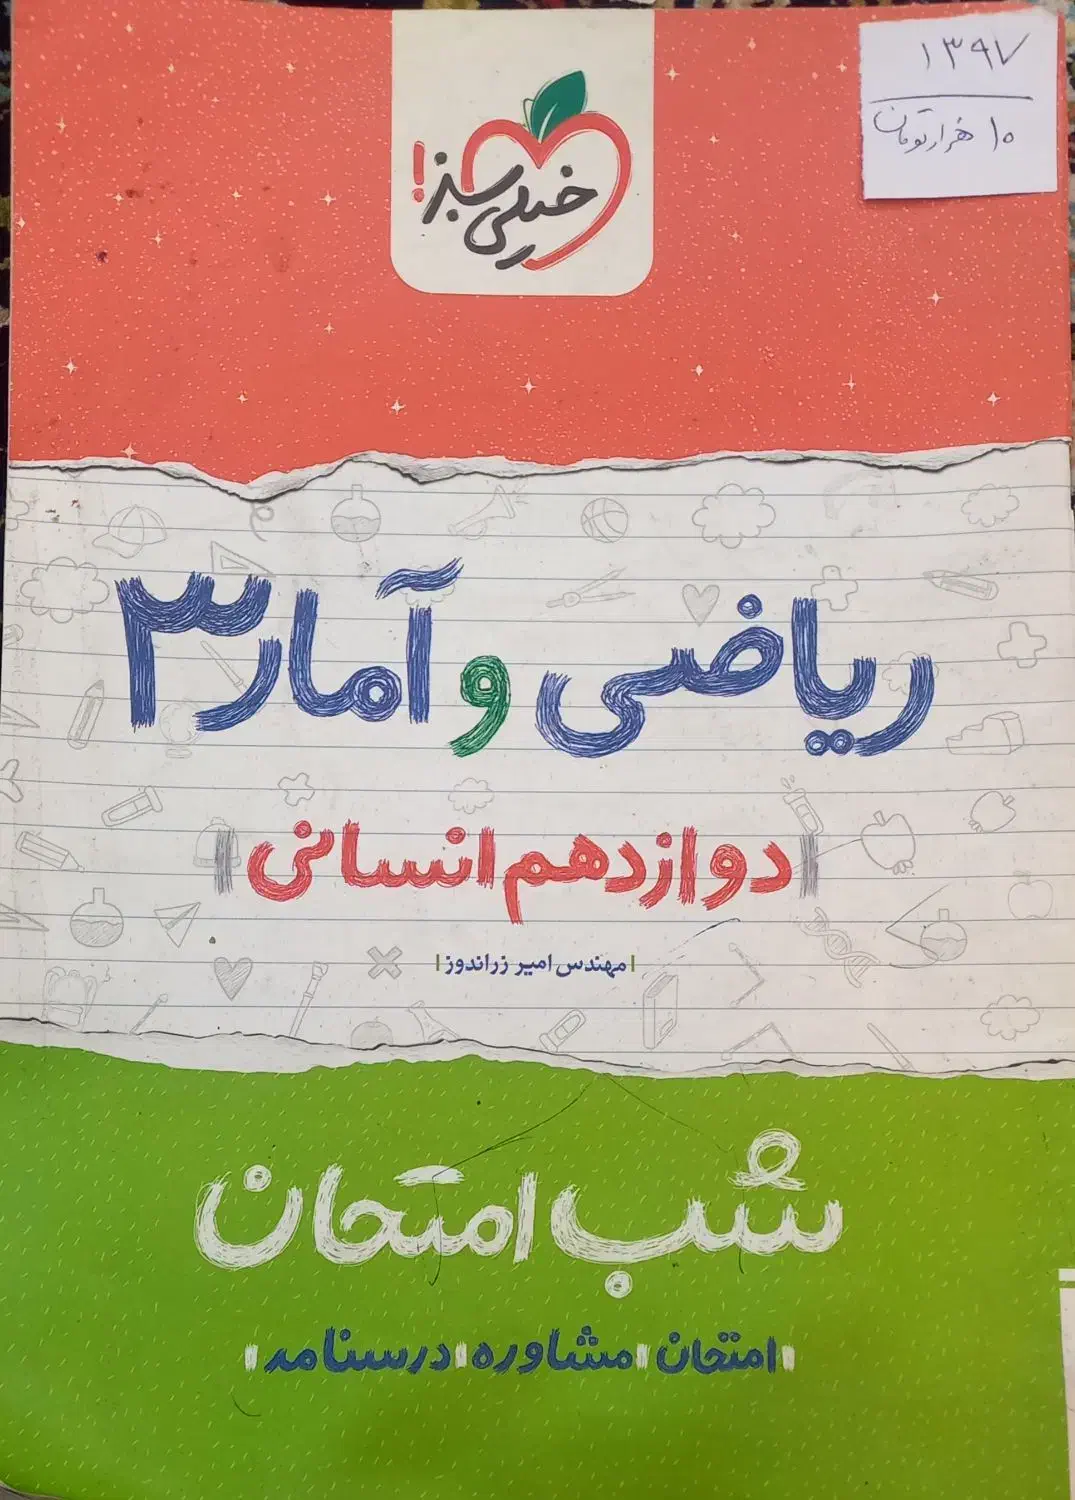 ۱۳۹۷
۱۰ هزار تومان
خیلی سبز!
ریاضی و آمار ۳
دوازدهم انسانی
مهندس امیر زراندوز
شب امتحان
امتحان | مشاوره | درسنامه